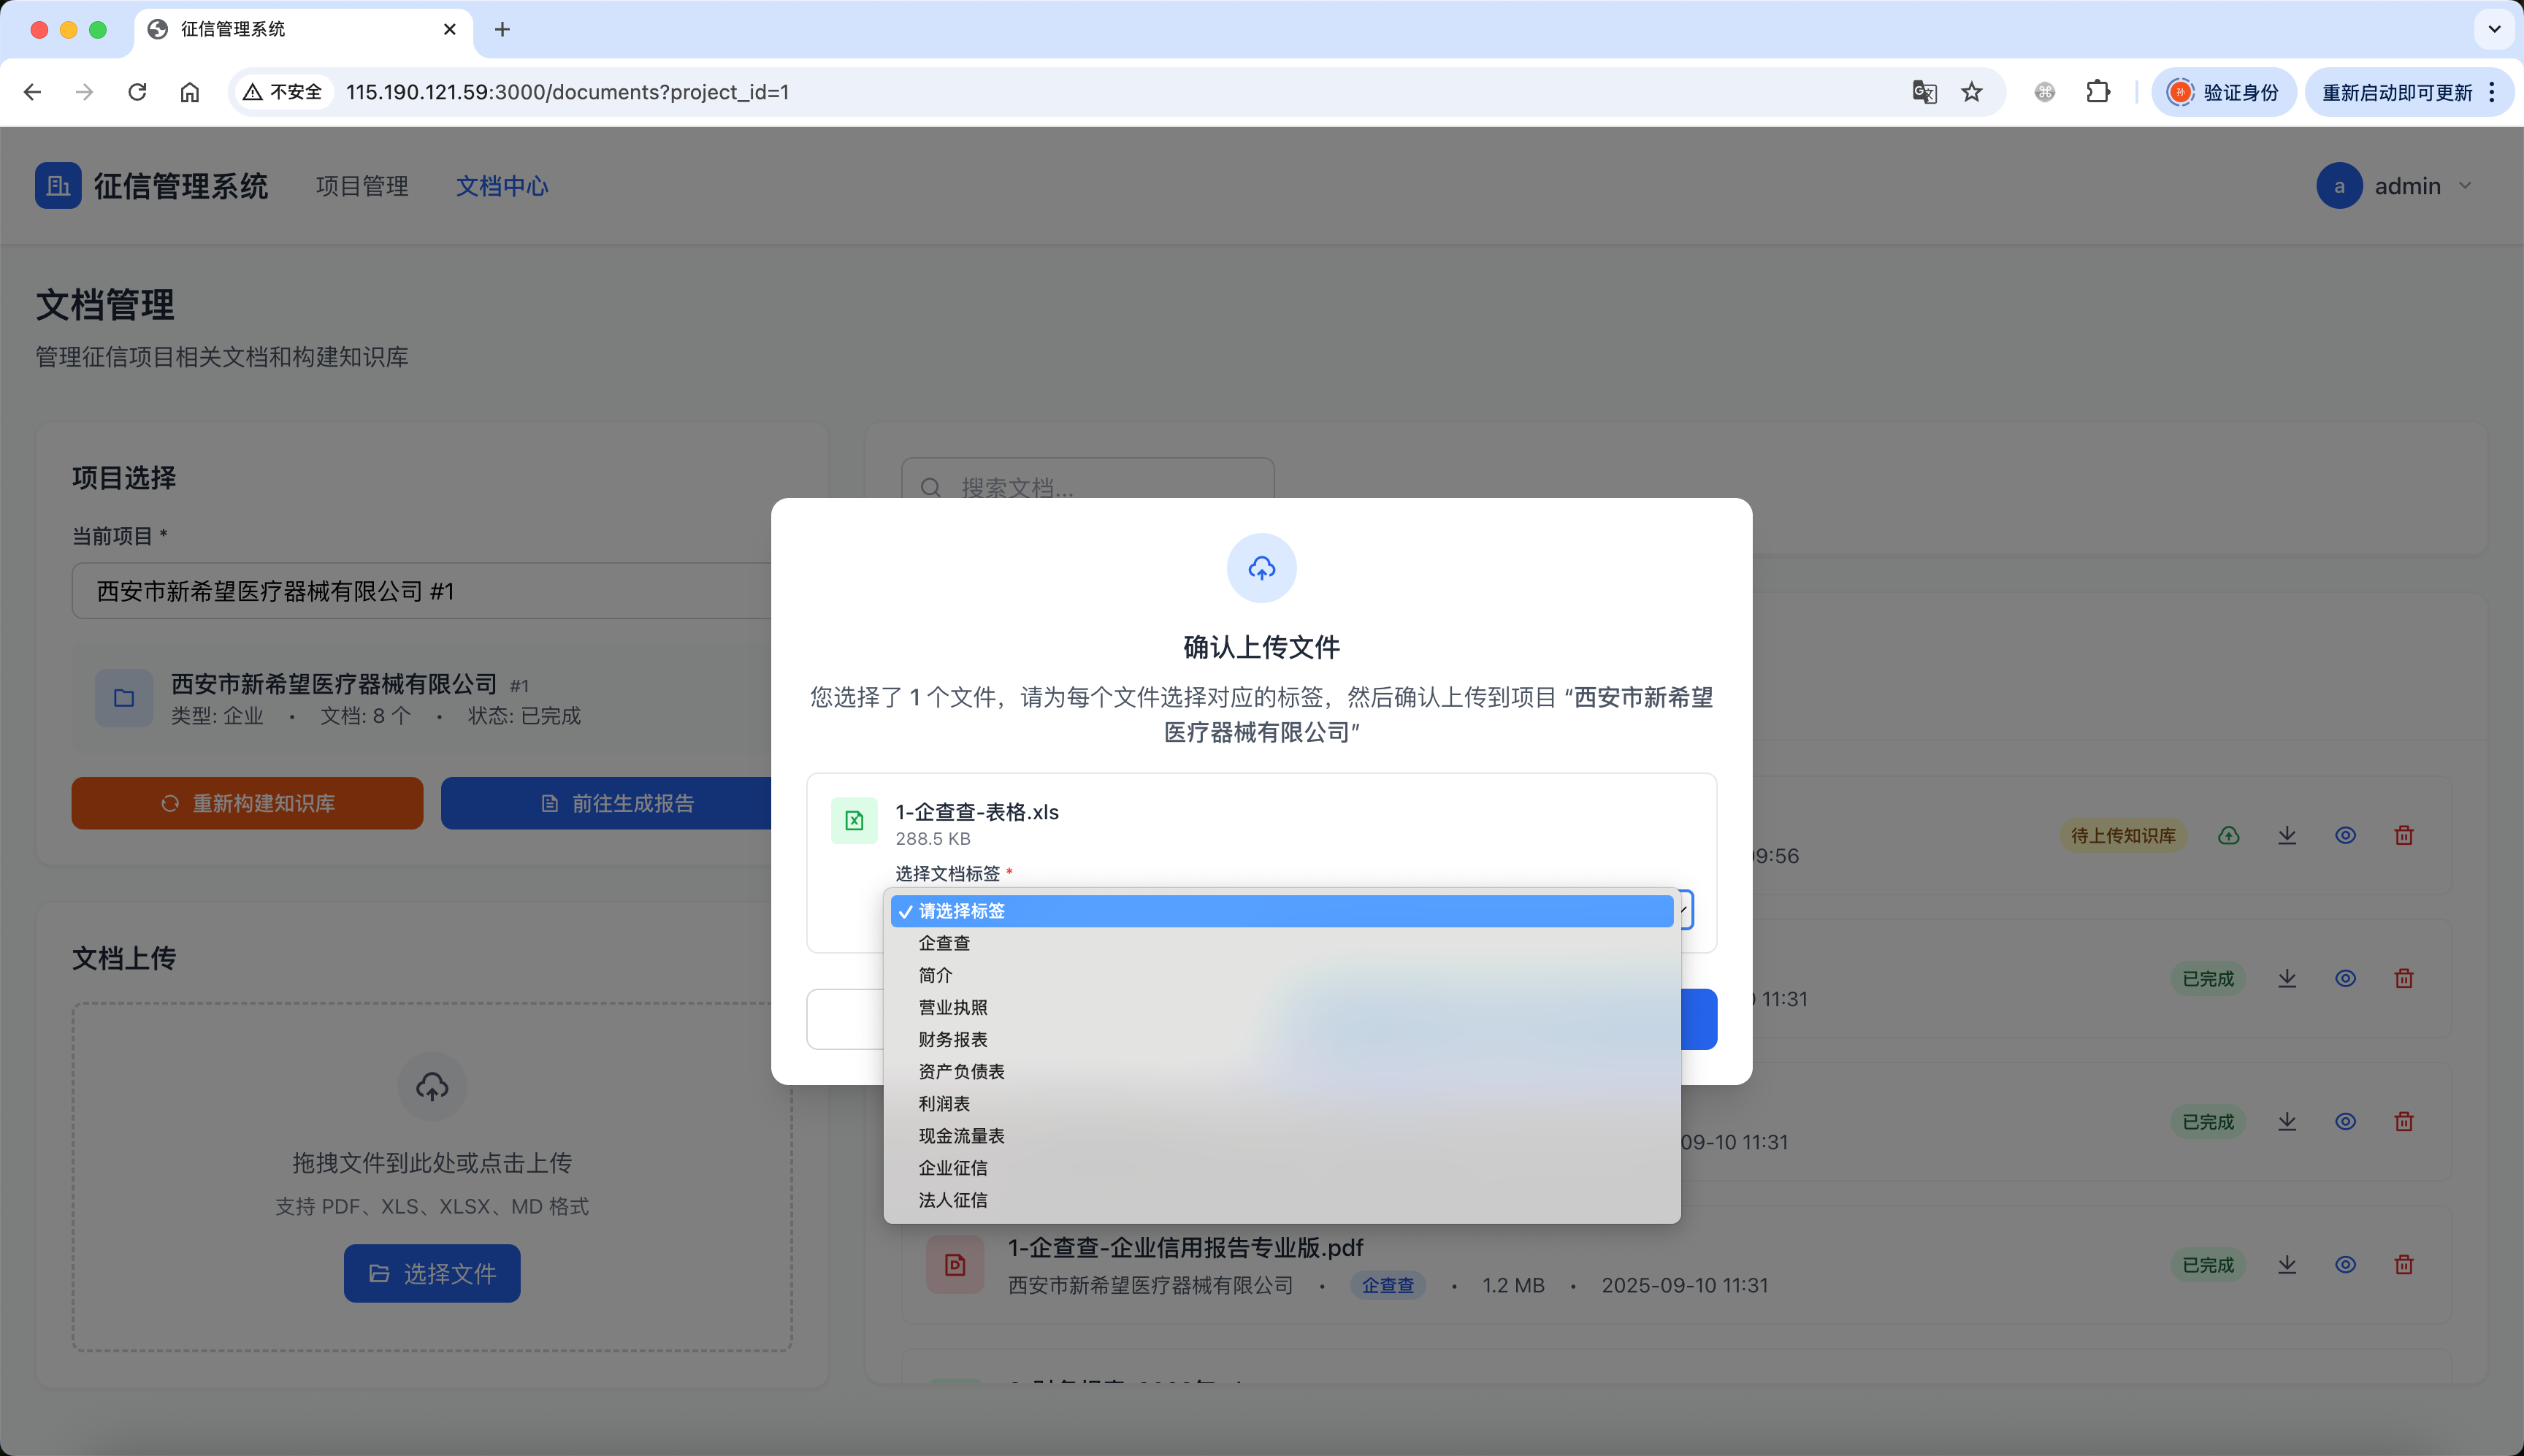 征信管理系统
不安全
115.190.121.59:3000/documents?project_id=1
孙
验证身份
重新启动即可更新
征信管理系统
项目管理
文档中心
a
admin
文档管理
管理征信项目相关文档和构建知识库
项目选择
当前项目 *
西安市新希望医疗器械有限公司 #1
西安市新希望医疗器械有限公司 #1
类型: 企业 • 文档: 8 个 • 状态: 已完成
重新构建知识库
前往生成报告
文档上传
拖拽文件到此处或点击上传
支持 PDF、XLS、XLSX、MD 格式
选择文件
搜索文档...
确认上传文件
您选择了 1 个文件，请为每个文件选择对应的标签，然后确认上传到项目 “西安市新希望
医疗器械有限公司”
1-企查查-表格.xls
288.5 KB
选择文档标签 *
✓ 请选择标签
企查查
简介
营业执照
财务报表
资产负债表
利润表
现金流量表
企业征信
法人征信
待上传知识库
9:56
已完成
11:31
已完成
09-10 11:31
1-企查查-企业信用报告专业版.pdf
西安市新希望医疗器械有限公司 • 企查查 • 1.2 MB • 2025-09-10 11:31
已完成